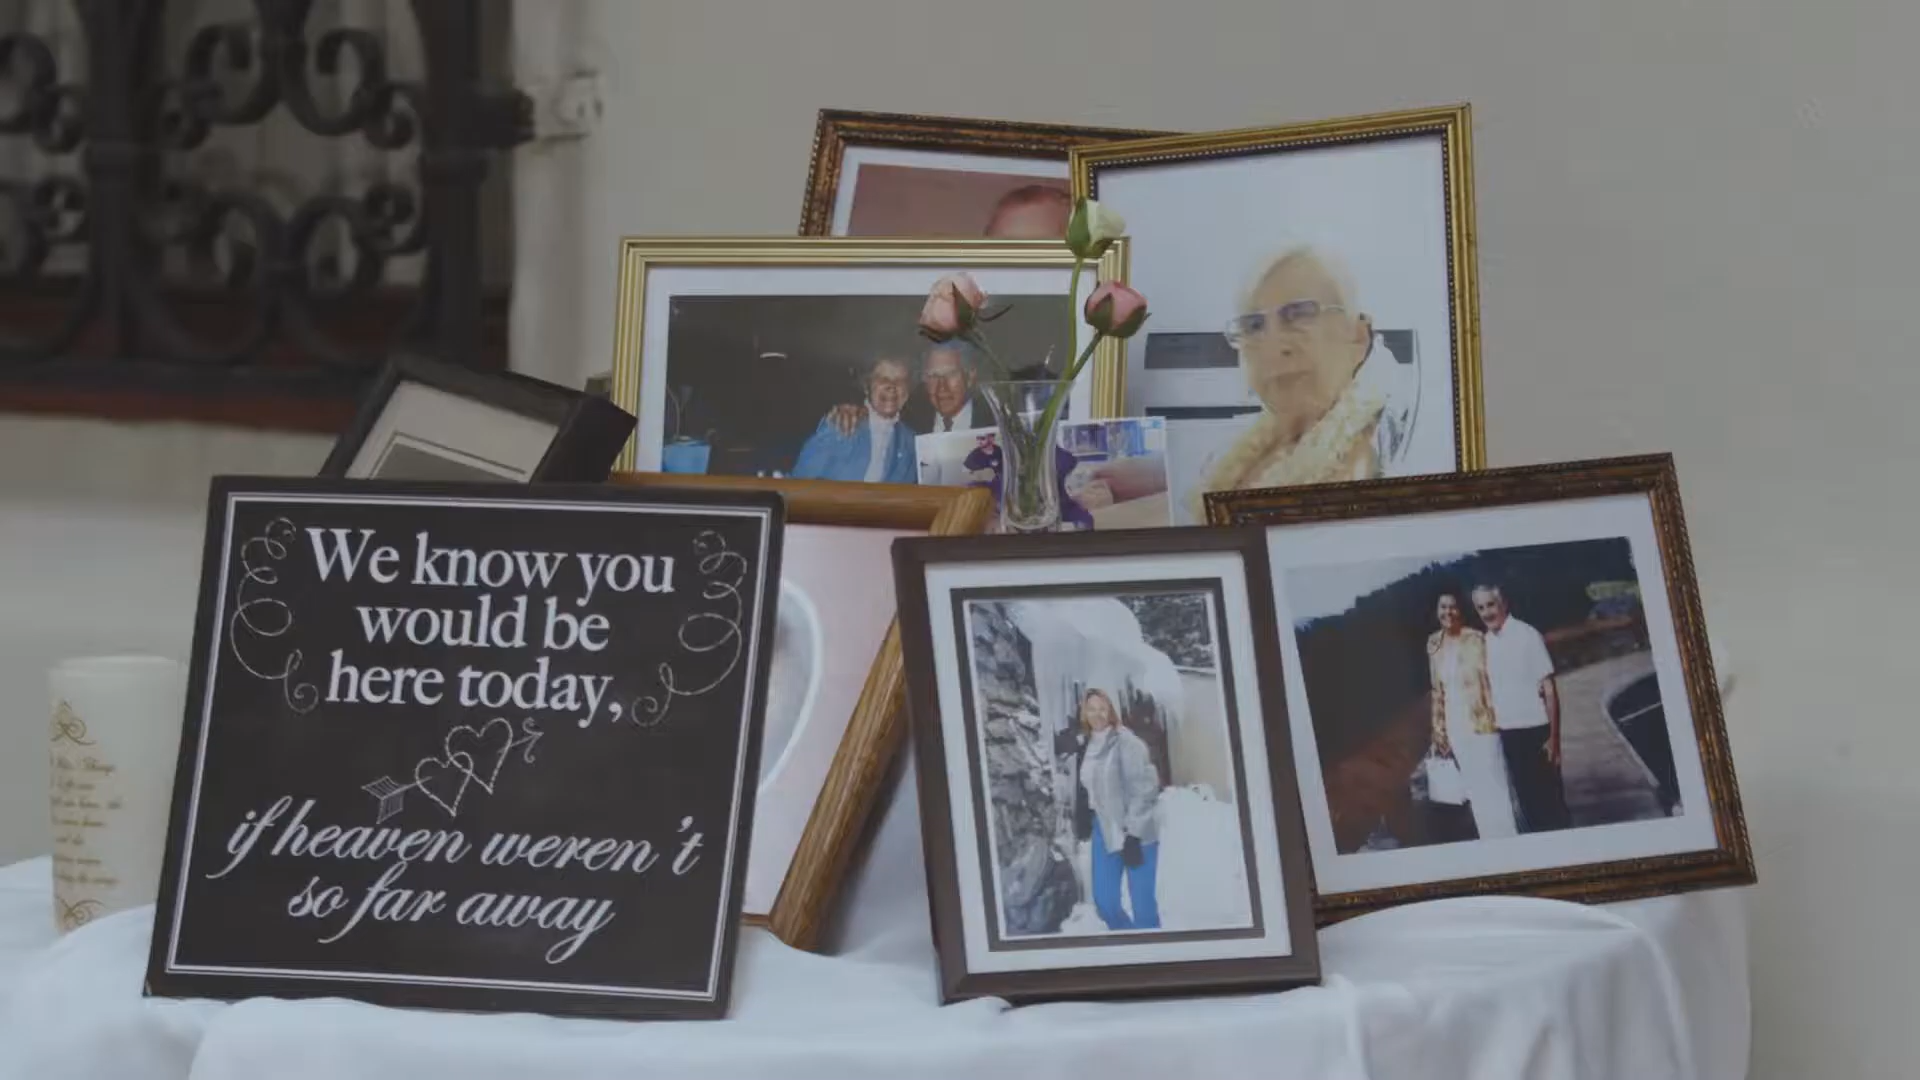 We know you
would be
here today,
if heaven weren't
so far away